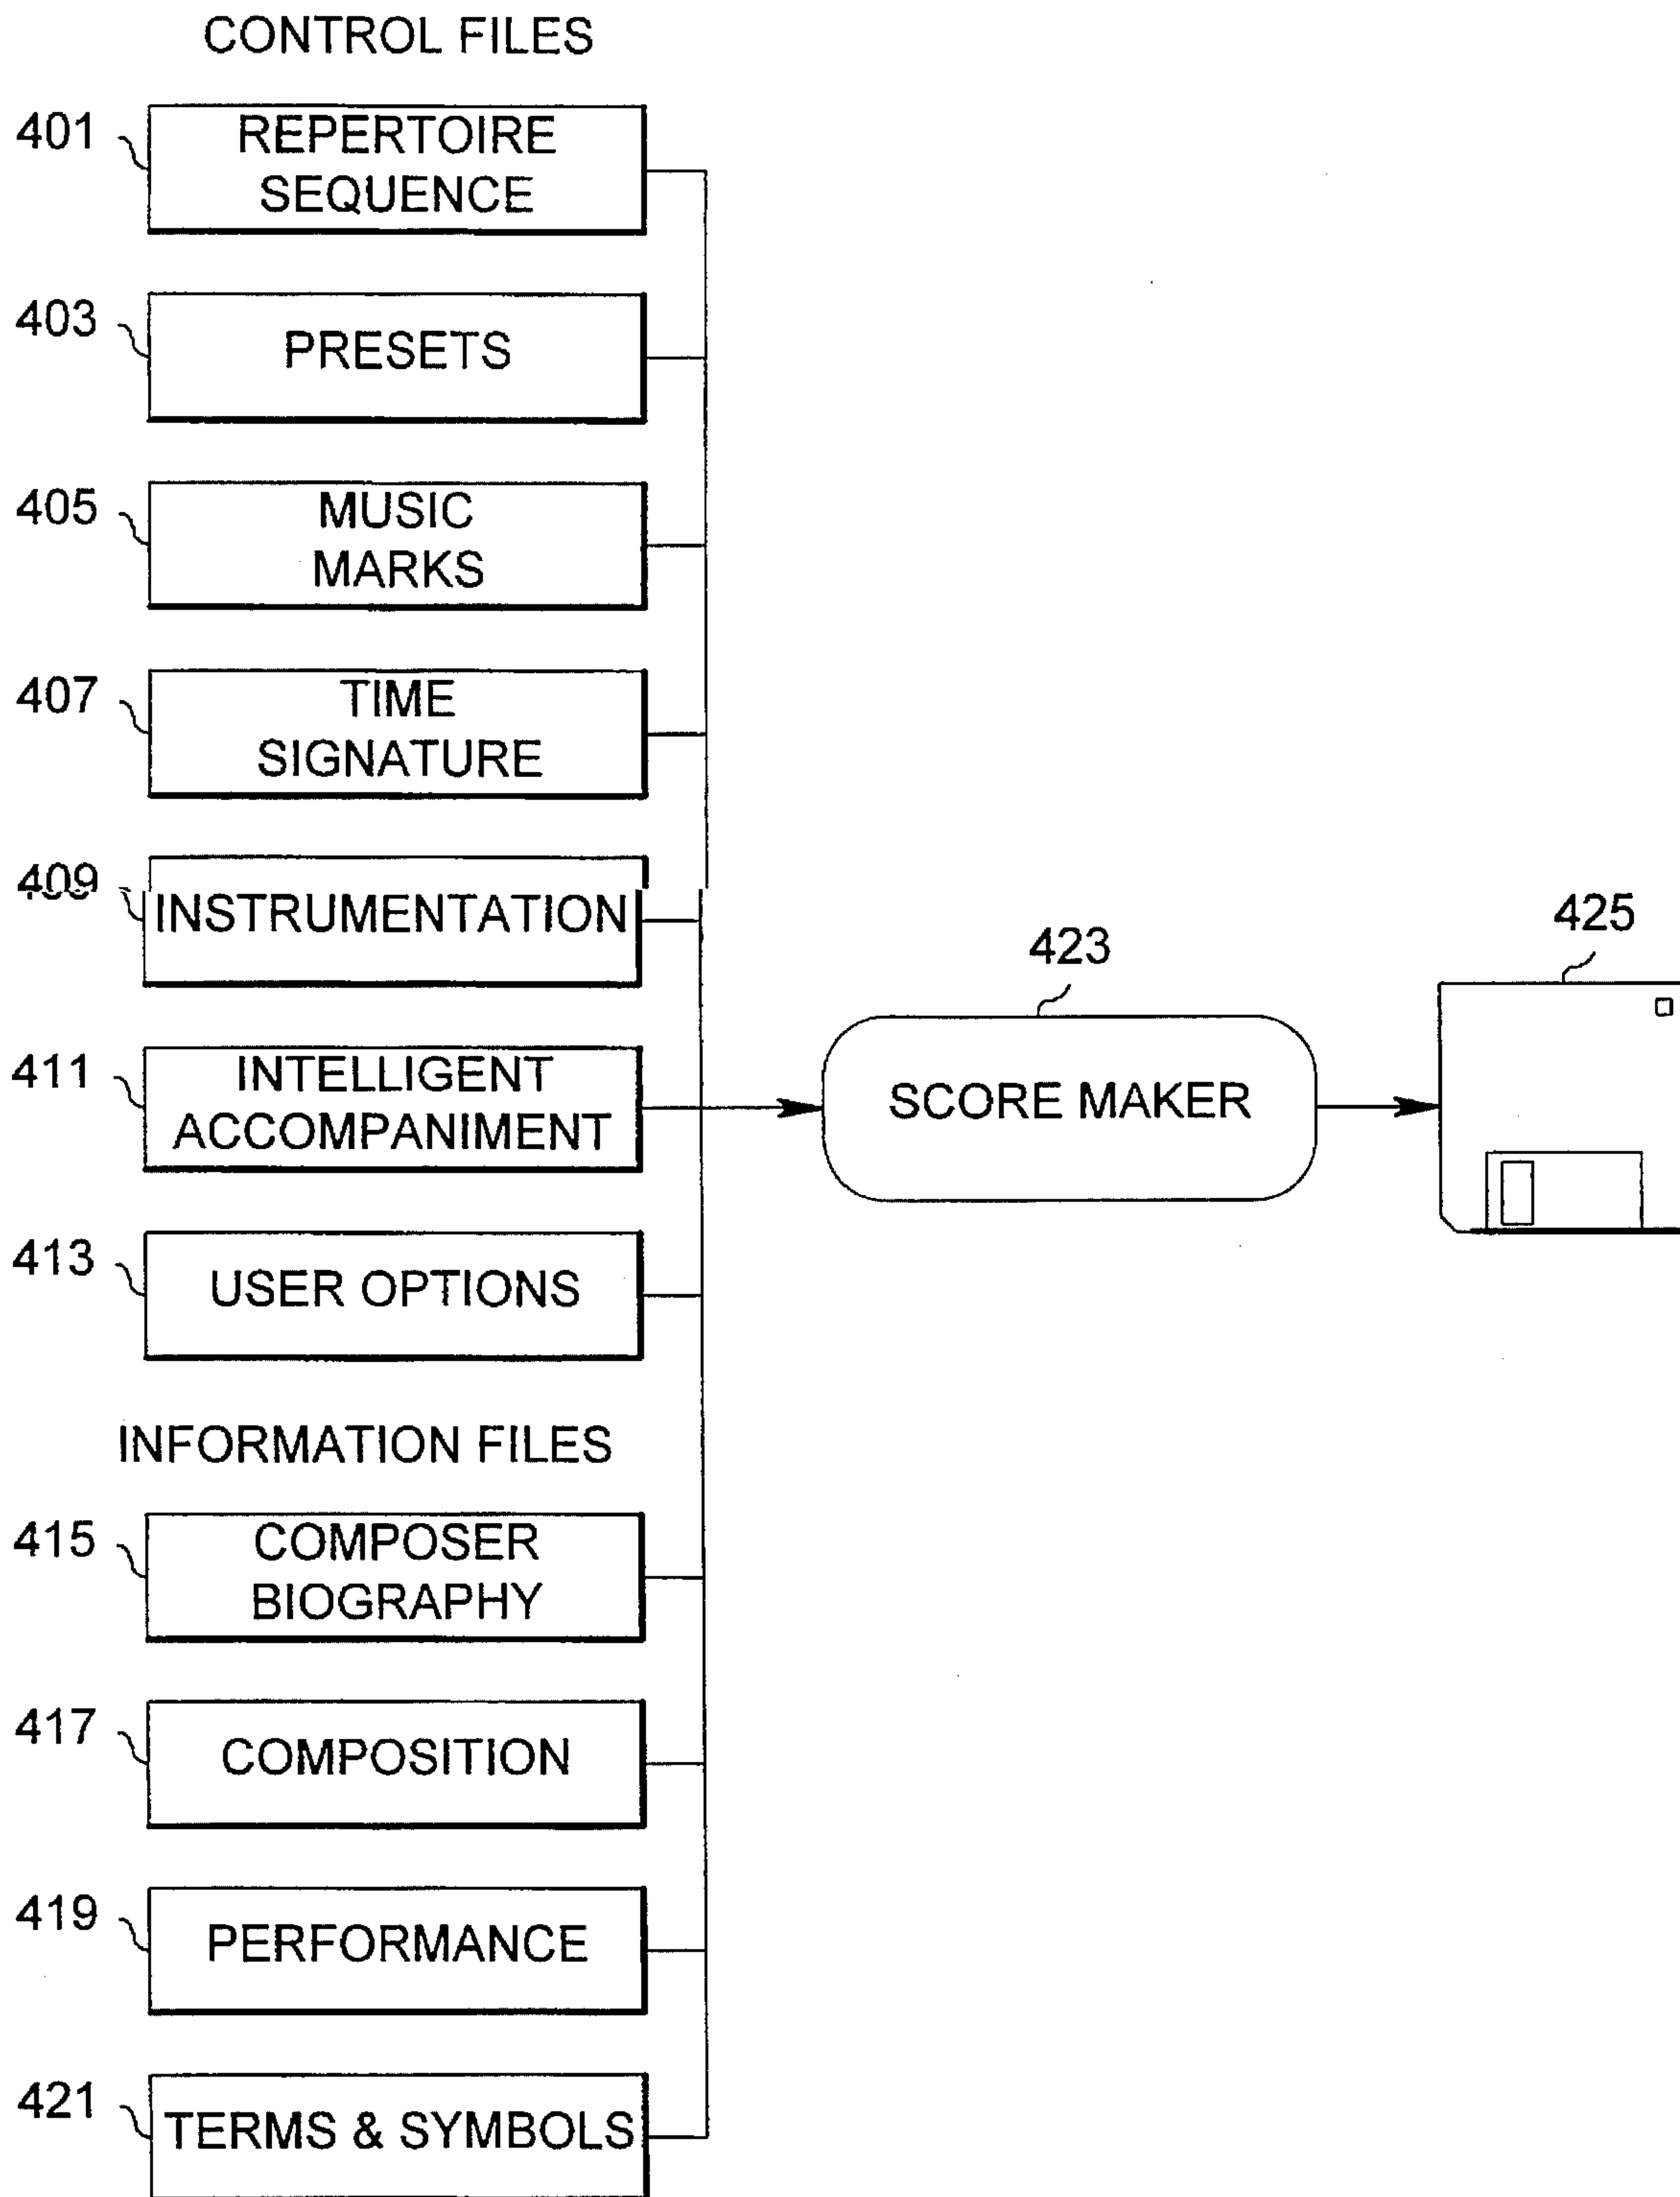 CONTROL FILES
401
REPERTOIRE
SEQUENCE
403
PRESETS
405
MUSIC
MARKS
407
TIME
SIGNATURE
409
INSTRUMENTATION
411
INTELLIGENT
ACCOMPANIMENT
413
USER OPTIONS
INFORMATION FILES
415
COMPOSER
BIOGRAPHY
417
COMPOSITION
419
PERFORMANCE
421
TERMS & SYMBOLS
423
SCORE MAKER
425